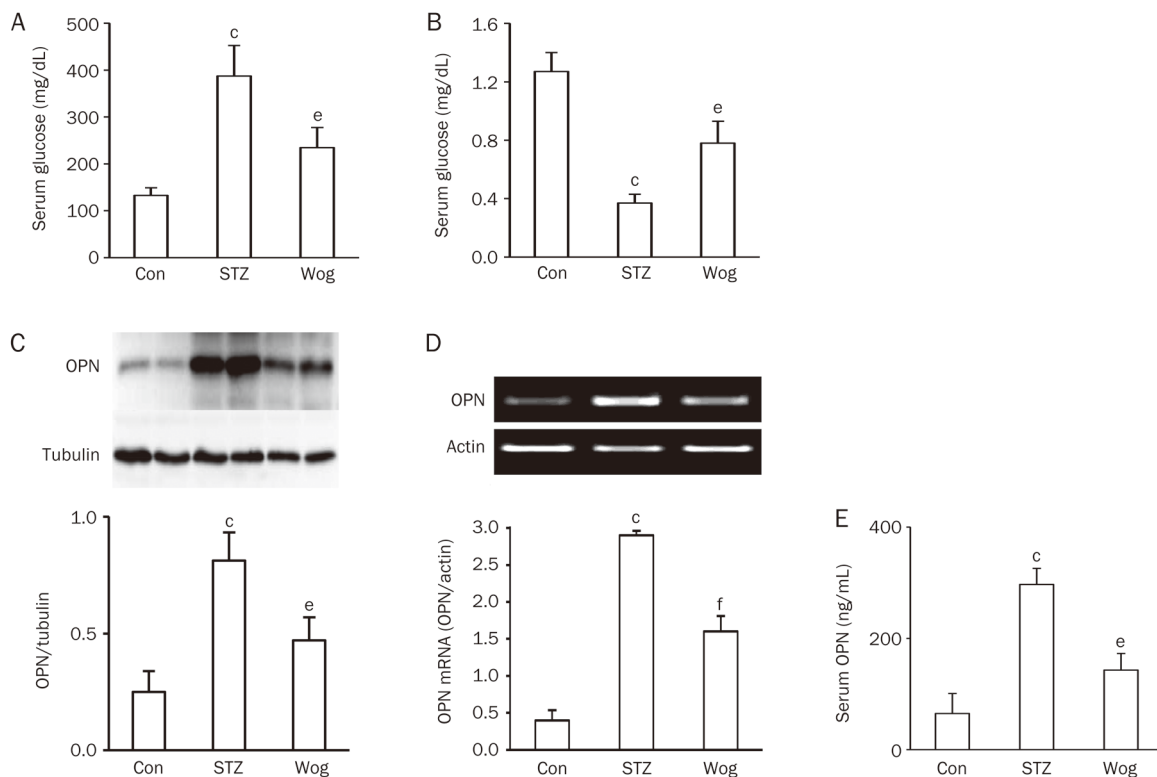 A
Serum glucose (mg/dL)
500
400
300
200
100
0
c
e
Con STZ Wog
B
Serum glucose (mg/dL)
1.6
1.2
0.8
0.4
0.0
c
e
Con STZ Wog
C
OPN
Tubulin
OPN/tubulin
1.0
0.5
0.0
c
e
Con STZ Wog
D
OPN
Actin
OPN mRNA (OPN/actin)
3.0
2.0
1.5
1.0
0.5
0.0
c
f
Con STZ Wog
E
Serum OPN (ng/mL)
400
200
0
c
e
Con STZ Wog